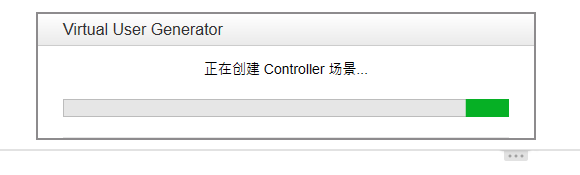 Virtual User Generator
正在创建 Controller 场景...